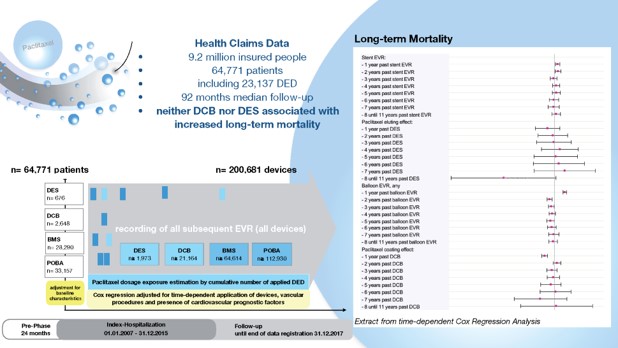 Paclitaxel
Health Claims Data
9.2 million insured people
64,771 patients
including 23,137 DED
92 months median follow-up
neither DCB nor DES associated with
increased long-term mortality
n= 64,771 patients
n= 200,681 devices
DES
n= 676
DCB
n= 2,648
BMS
n= 28,290
POBA
n= 33,157
recording of all subsequent EVR (all devices)
DES
n= 1,973
DCB
n= 21,164
BMS
n= 64,614
POBA
n= 112,930
adjustment for
baseline
characteristics
Paclitaxel dosage exposure estimation by cumulative number of applied DED
Cox regression adjusted for time-dependent application of devices, vascular
procedures and presence of cardiovascular prognostic factors
Pre-Phase
24 months
Index-Hospitalization
01.01.2007 - 31.12.2015
Follow-up
until end of data registration 31.12.2017
Long-term Mortality
Stent EVR:
- 1 year past stent EVR
- 2 years past stent EVR
- 3 years past stent EVR
- 4 years past stent EVR
- 5 years past stent EVR
- 6 years past stent EVR
- 7 years past stent EVR
- 8 until 11 years past stent EVR
Paclitaxel eluting effect:
- 1 year past DES
- 2 years past DES
- 3 years past DES
- 4 years past DES
- 5 years past DES
- 6 years past DES
- 7 years past DES
- 8 until 11 years past DES
Balloon EVR, any
- 1 year past balloon EVR
- 2 years past balloon EVR
- 3 years past balloon EVR
- 4 years past balloon EVR
- 5 years past balloon EVR
- 6 years past balloon EVR
- 7 years past balloon EVR
- 8 until 11 years past balloon EVR
Paclitaxel coating effect:
- 1 year past DCB
- 2 years past DCB
- 3 years past DCB
- 4 years past DCB
- 5 years past DCB
- 6 years past DCB
- 7 years past DCB
- 8 until 11 years past DCB
Extract from time-dependent Cox Regression Analysis